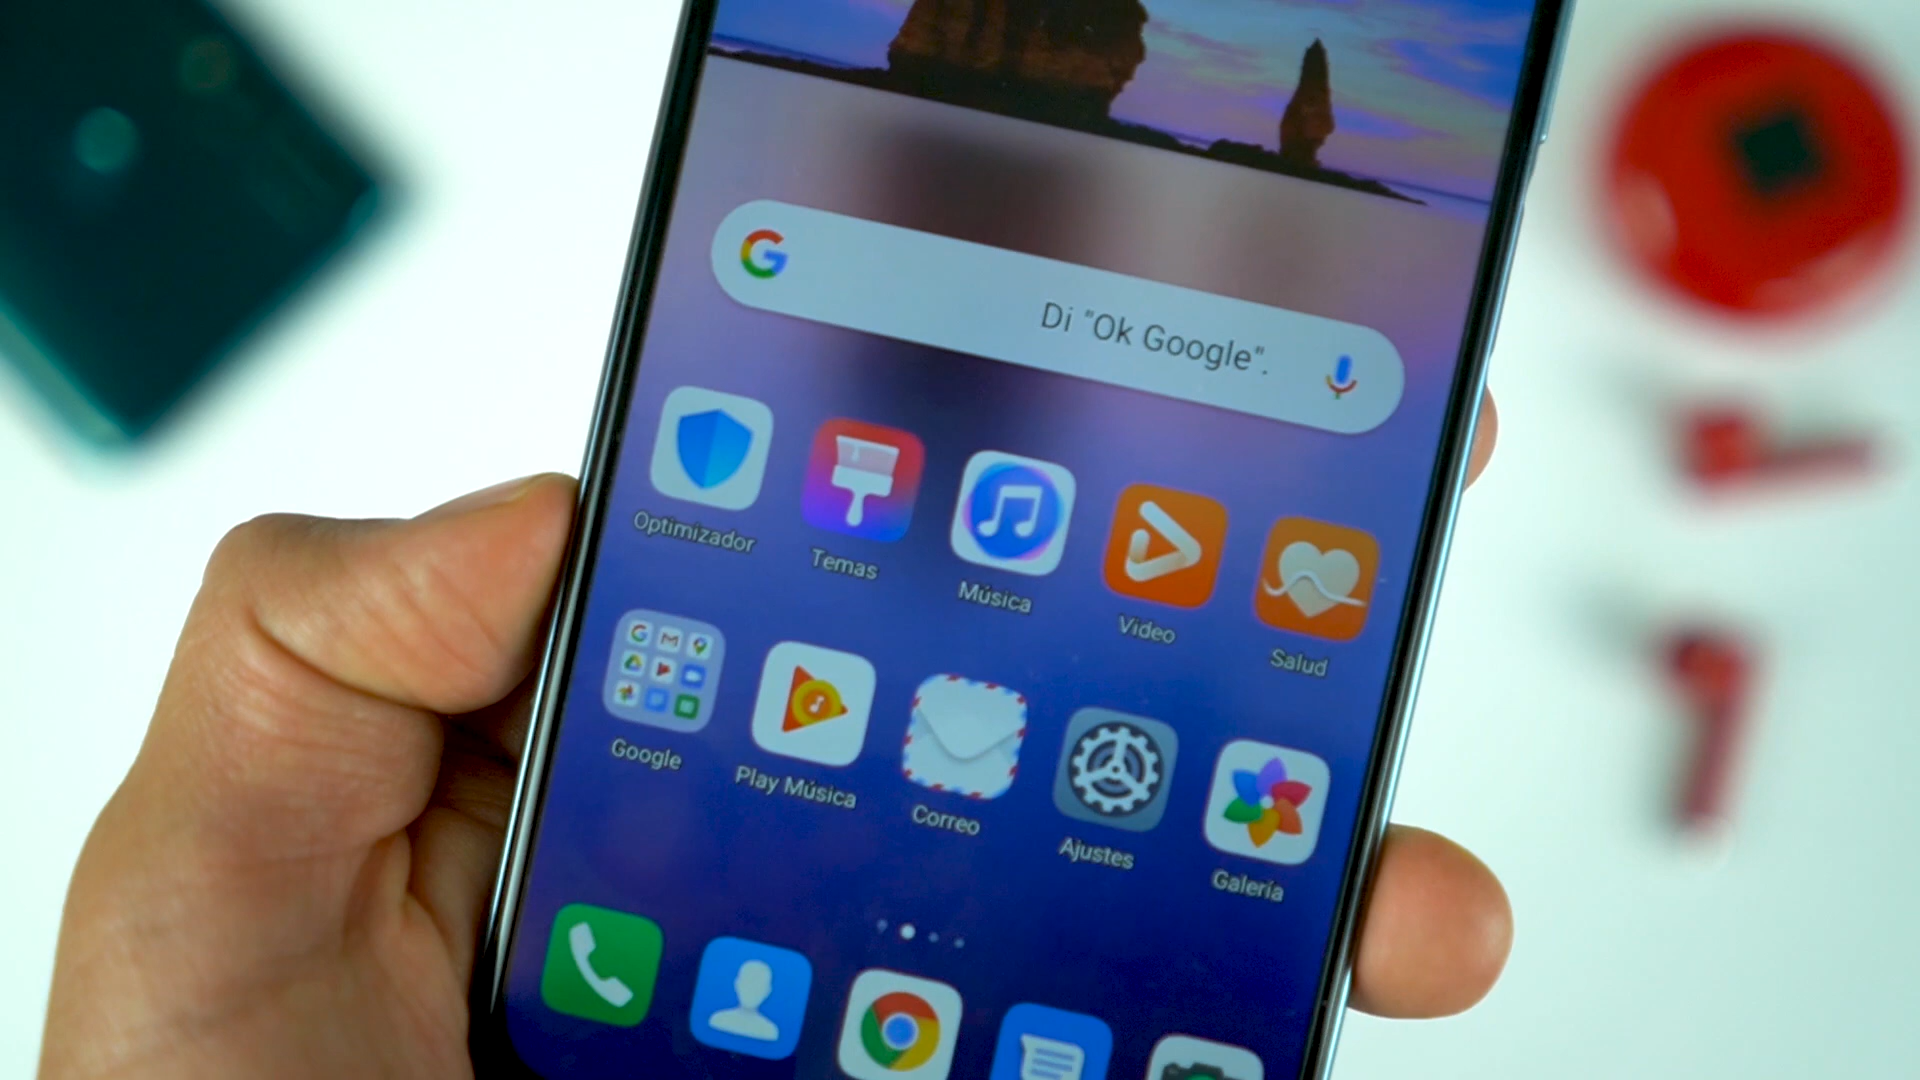 Di "Ok Google".
Optimizador
Temas
Música
Video
Salud
Google
Play Música
Correo
Ajustes
Galería